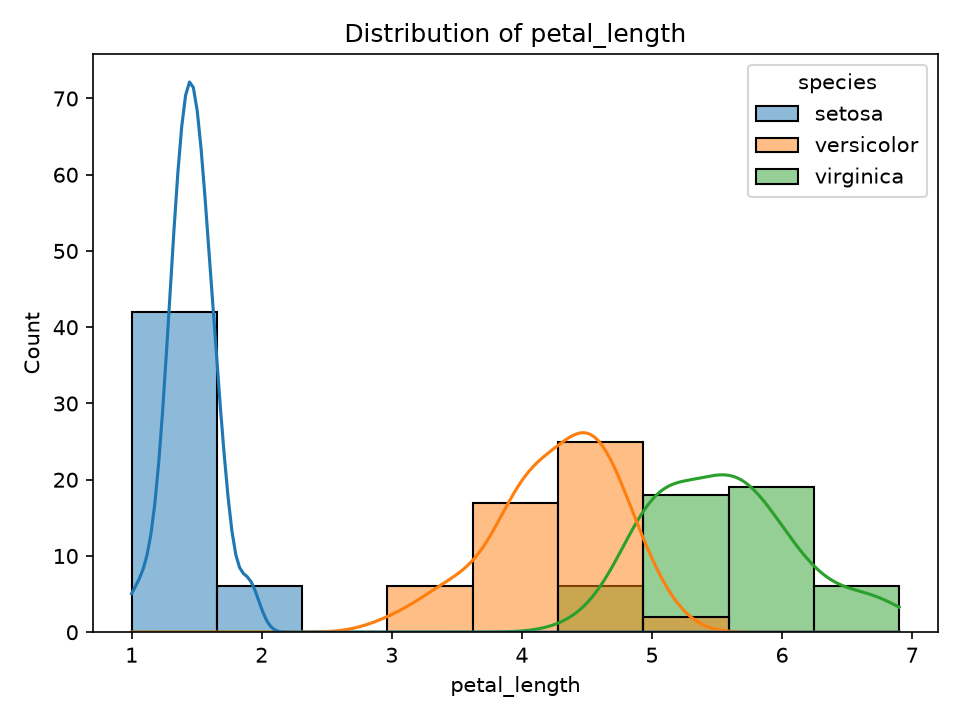 Distribution of petal_length
species
setosa
versicolor
virginica
Count
70
60
50
40
30
20
10
0
1 2 3 4 5 6 7
petal_length